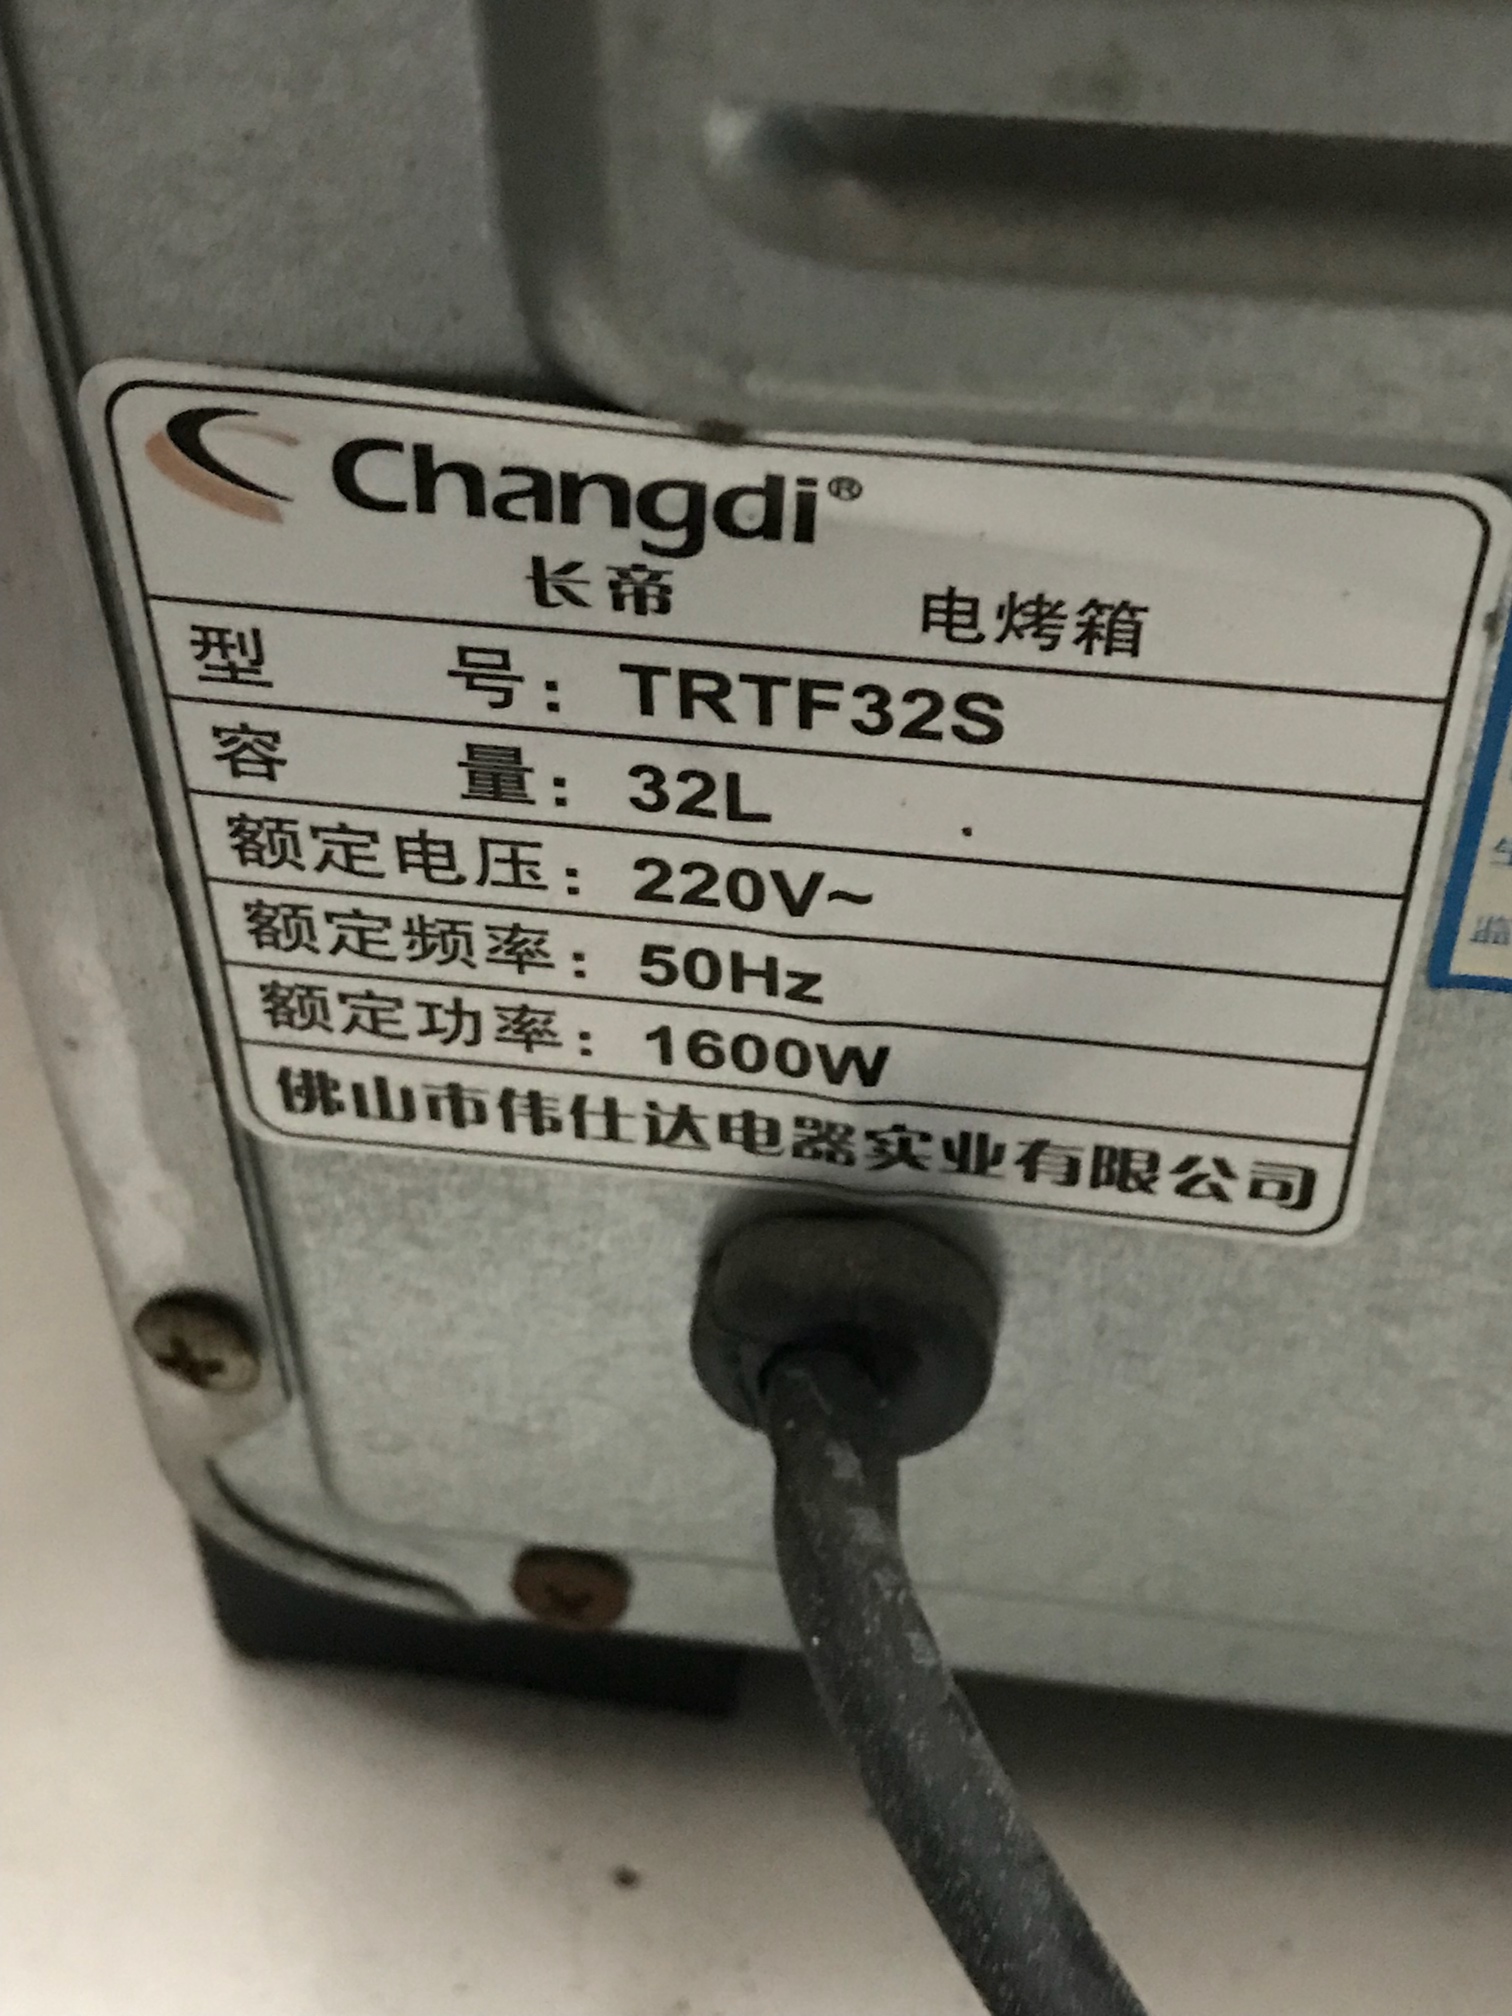 Changdi®
长帝 电烤箱
型 号：TRTF32S
容 量：32L
额定电压：220V~
额定频率：50Hz
额定功率：1600W
佛山市伟仕达电器实业有限公司